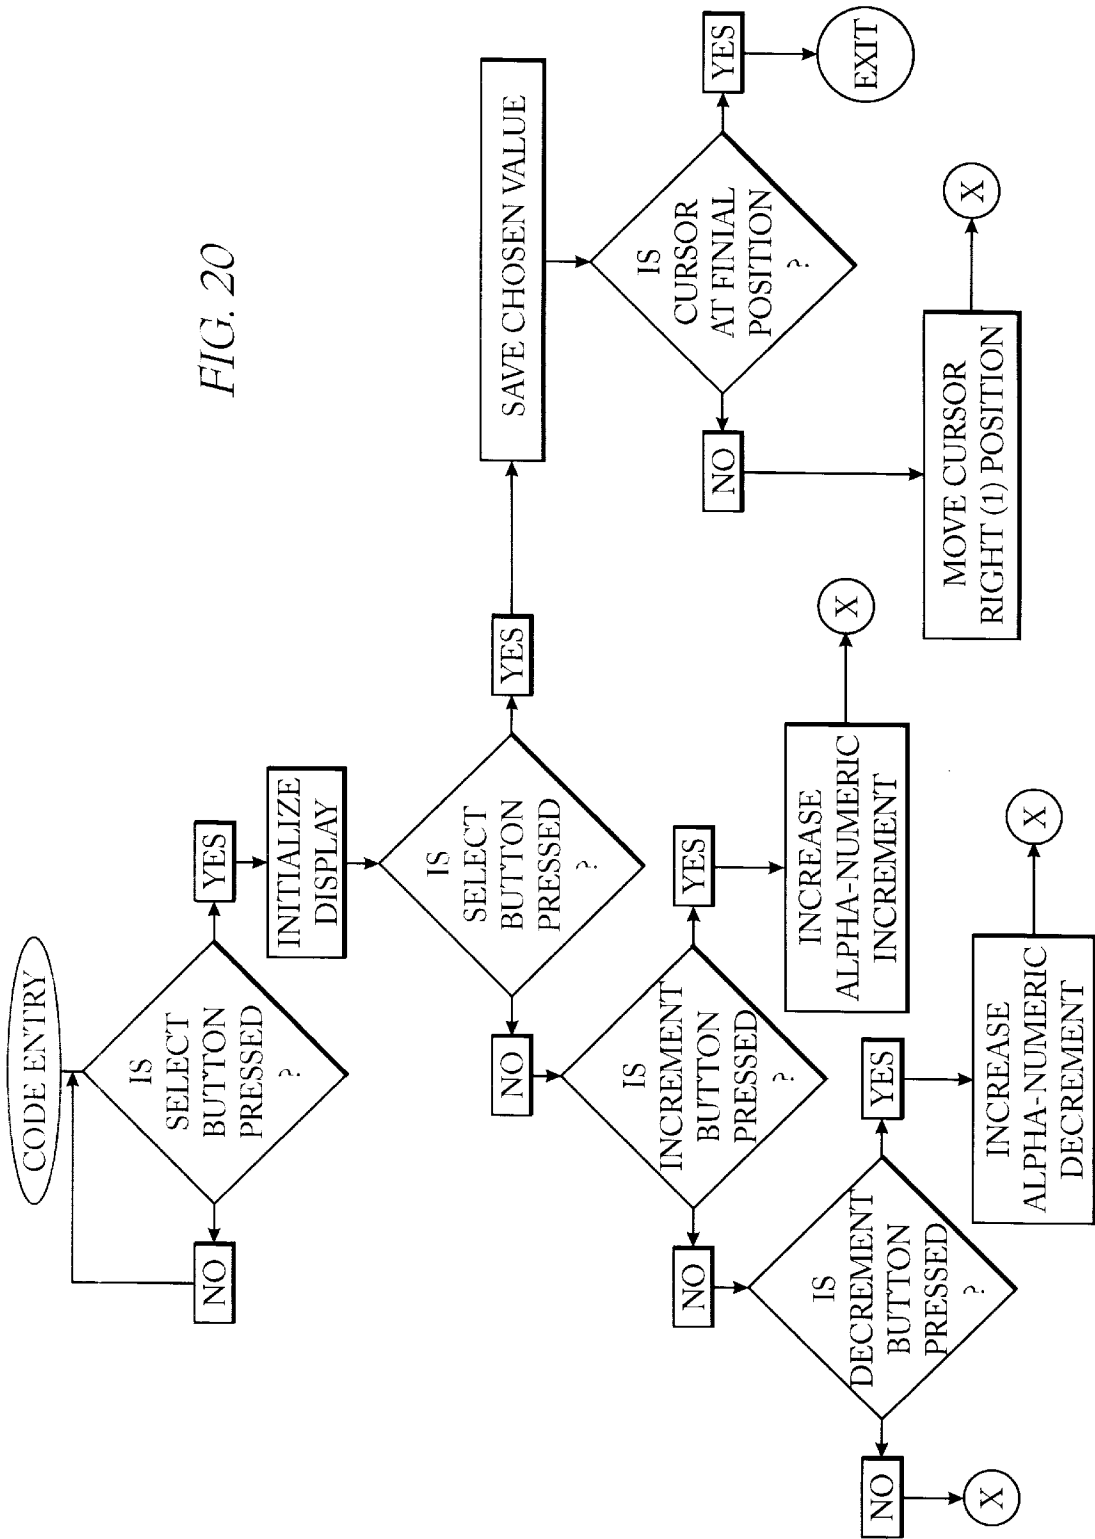 FIG. 20
CODE ENTRY
IS
SELECT
BUTTON
PRESSED
?
NO
YES
INITIALIZE
DISPLAY
IS
SELECT
BUTTON
PRESSED
?
YES
SAVE CHOSEN VALUE
IS
CURSOR
AT FINIAL
POSITION
?
YES
EXIT
NO
MOVE CURSOR
RIGHT (1) POSITION
X
NO
IS
INCREMENT
BUTTON
PRESSED
?
YES
INCREASE
ALPHA-NUMERIC
INCREMENT
X
NO
IS
DECREMENT
BUTTON
PRESSED
?
YES
INCREASE
ALPHA-NUMERIC
DECREMENT
X
NO
X